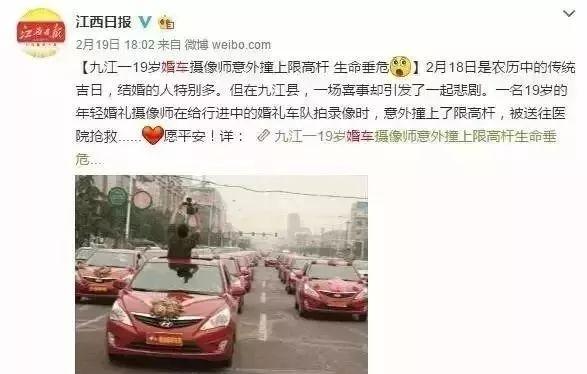 江西日报
江西日报
2月19日 18:02 来自 微博 weibo.com
【九江一19岁婚车摄像师意外撞上限高杆 生命垂危】2月18日是农历中的传统
吉日,结婚的人特别多。但在九江县,一场喜事却引发了一起悲剧。一名19岁的
年轻婚礼摄像师在给行进中的婚礼车队拍录像时,意外撞上了限高杆,被送往医
院抢救......愿平安!详: 九江一19岁婚车摄像师意外撞上限高杆生命垂
危...